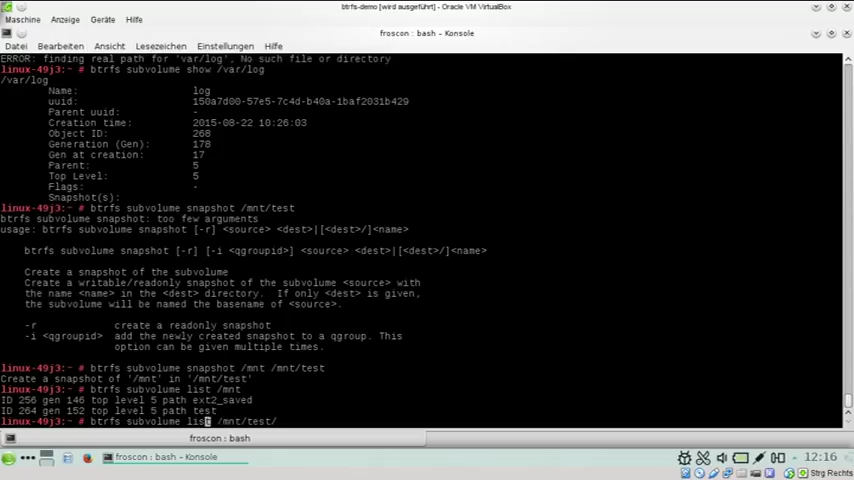 btrfs-demo [wird ausgeführt] - Oracle VM VirtualBox
Maschine Anzeige Geräte Hilfe
froscon : bash - Konsole
Datei Bearbeiten Ansicht Lesezeichen Einstellungen Hilfe
ERROR: finding real path for 'var/log', No such file or directory
linux-49j3:~ # btrfs subvolume show /var/log
/var/log
Name: log
uuid: 150a7d00-57e5-7c4d-b40a-1baf2031b429
Parent uuid: -
Creation time: 2015-08-22 10:26:03
Object ID: 268
Generation (Gen): 178
Gen at creation: 17
Parent: 5
Top Level: 5
Flags: -
Snapshot(s):
linux-49j3:~ # btrfs subvolume snapshot /mnt/test
btrfs subvolume snapshot: too few arguments
usage: btrfs subvolume snapshot [-r] <source> <dest>|[<dest>/]<name>
btrfs subvolume snapshot [-r] [-i <qgroupid>] <source> <dest>|[<dest>/]<name>
Create a snapshot of the subvolume
Create a writable/readonly snapshot of the subvolume <source> with
the name <name> in the <dest> directory.  If only <dest> is given,
the subvolume will be named the basename of <source>.
-r create a readonly snapshot
-i <qgroupid> add the newly created snapshot to a qgroup. This
option can be given multiple times.
linux-49j3:~ # btrfs subvolume snapshot /mnt /mnt/test
Create a snapshot of '/mnt' in '/mnt/test'
linux-49j3:~ # btrfs subvolume list /mnt
ID 256 gen 146 top level 5 path ext2_saved
ID 264 gen 152 top level 5 path test
linux-49j3:~ # btrfs subvolume list /mnt/test/
froscon : bash
froscon : bash - Konsole
12:16
Strg Rechts